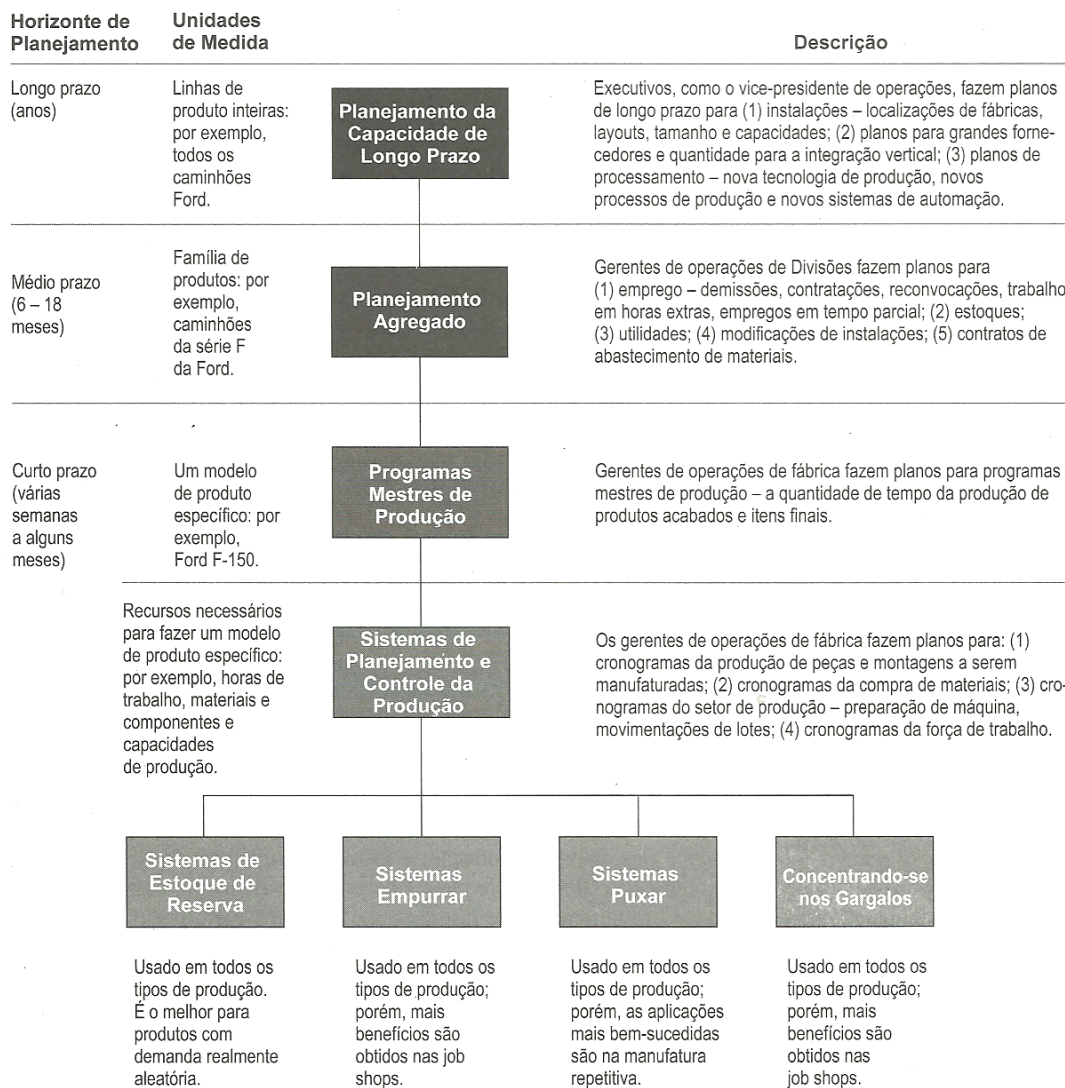 Horizonte de
Planejamento
Unidades
de Medida
Descrição
Longo prazo
(anos)
Linhas de
produto inteiras:
por exemplo,
todos os
caminhões
Ford.
Planejamento da
Capacidade de
Longo Prazo
Executivos, como o vice-presidente de operações, fazem planos
de longo prazo para (1) instalações – localizações de fábricas,
layouts, tamanho e capacidades; (2) planos para grandes forne-
cedores e quantidade para a integração vertical; (3) planos de
processamento – nova tecnologia de produção, novos
processos de produção e novos sistemas de automação.
Médio prazo
(6 – 18
meses)
Família de
produtos: por
exemplo,
caminhões
da série F
da Ford.
Planejamento
Agregado
Gerentes de operações de Divisões fazem planos para
(1) emprego – demissões, contratações, reconvocações, trabalho
em horas extras, empregos em tempo parcial; (2) estoques;
(3) utilidades; (4) modificações de instalações; (5) contratos de
abastecimento de materiais.
Curto prazo
(várias
semanas
a alguns
meses)
Um modelo
de produto
específico: por
exemplo,
Ford F-150.
Programas
Mestres de
Produção
Gerentes de operações de fábrica fazem planos para programas
mestres de produção – a quantidade de tempo da produção de
produtos acabados e itens finais.
Recursos necessários
para fazer um modelo
de produto específico:
por exemplo, horas de
trabalho, materiais e
componentes e
capacidades
de produção.
Sistemas de
Planejamento e
Controle da
Produção
Os gerentes de operações de fábrica fazem planos para: (1)
cronogramas da produção de peças e montagens a serem
manufaturadas; (2) cronogramas da compra de materiais; (3) cro-
nogramas do setor de produção – preparação de máquina,
movimentações de lotes; (4) cronogramas da força de trabalho.
Sistemas de
Estoque de
Reserva
Sistemas
Empurrar
Sistemas
Puxar
Concentrando-se
nos Gargalos
Usado em todos os
tipos de produção.
É o melhor para
produtos com
demanda realmente
aleatória.
Usado em todos os
tipos de produção;
porém, mais
benefícios são
obtidos nas job
shops.
Usado em todos os
tipos de produção;
porém, as aplicações
mais bem-sucedidas
são na manufatura
repetitiva.
Usado em todos os
tipos de produção;
porém, mais
benefícios são
obtidos nas
job shops.